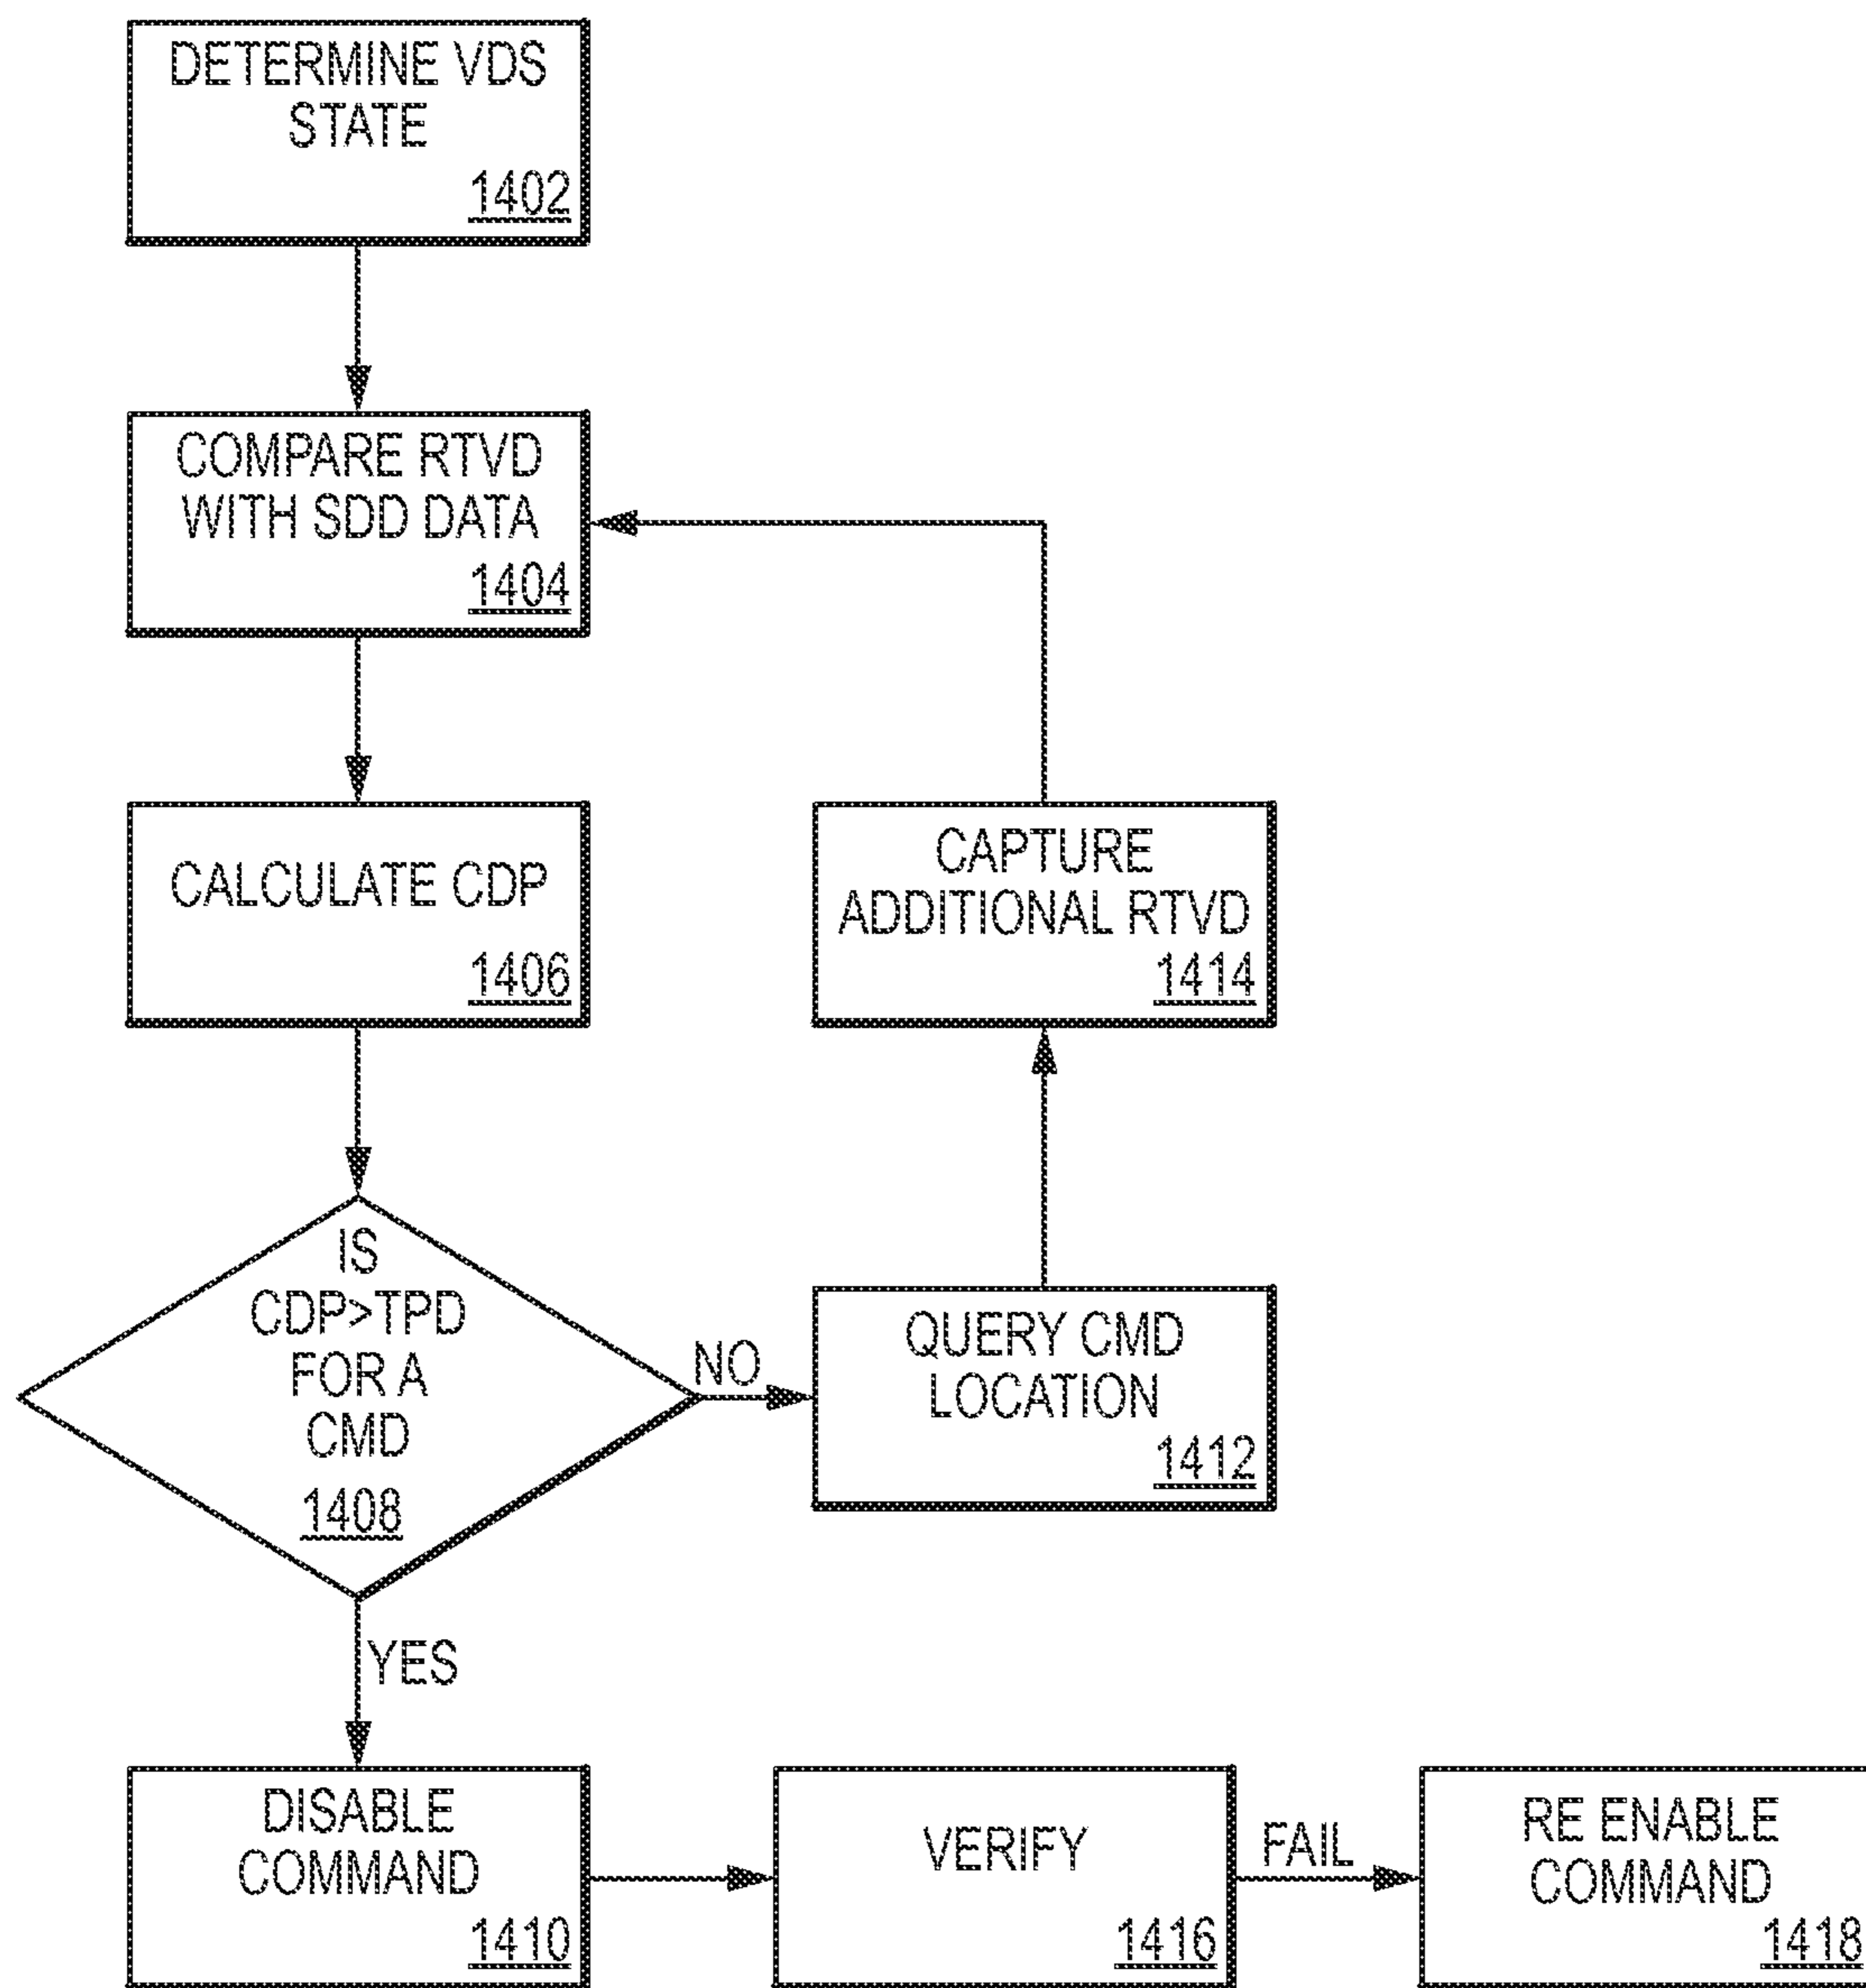 DETERMINE VDS
STATE
1402
COMPARE RTVD
WITH SDD DATA
1404
CALCULATE CDP
1406
CAPTURE
ADDITIONAL RTVD
1414
IS
CDP>TPD
FOR A
CMD
1408
NO
QUERY CMD
LOCATION
1412
YES
DISABLE
COMMAND
1410
VERIFY
1416
FAIL
RE ENABLE
COMMAND
1418